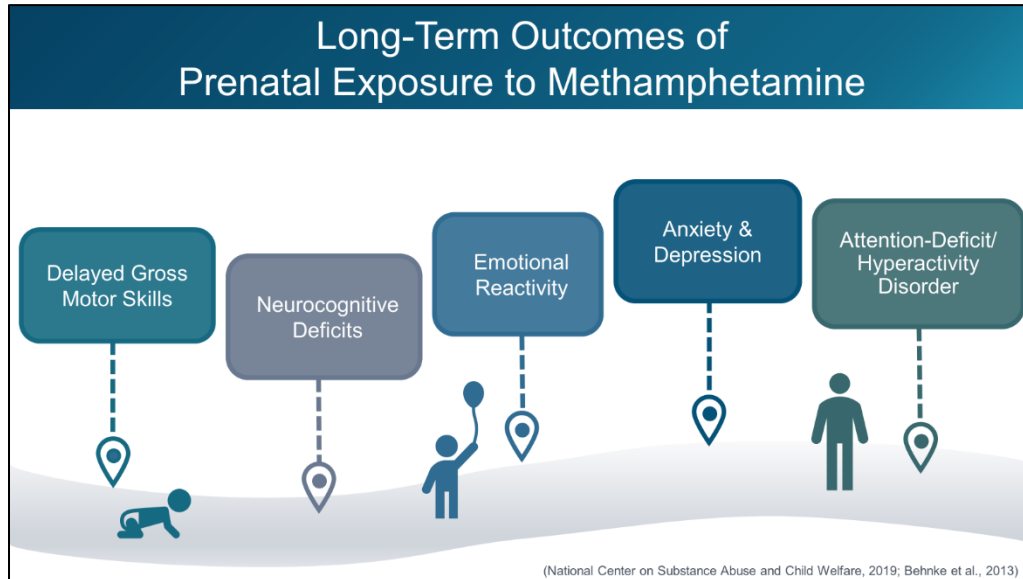 Long-Term Outcomes of
Prenatal Exposure to Methamphetamine
Delayed Gross
Motor Skills
Neurocognitive
Deficits
Emotional
Reactivity
Anxiety &
Depression
Attention-Deficit/
Hyperactivity
Disorder
(National Center on Substance Abuse and Child Welfare, 2019; Behnke et al., 2013)